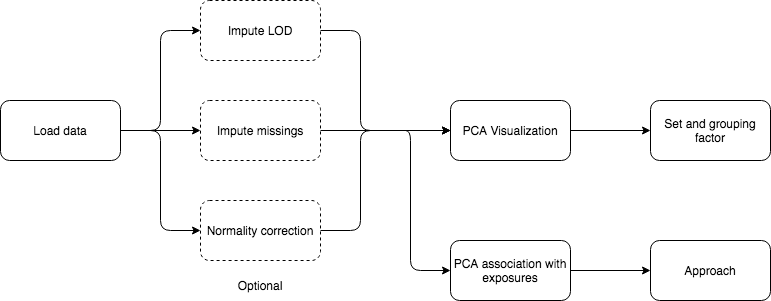 Impute LOD
Load data
Impute missings
PCA Visualization
Set and grouping
factor
Normality correction
PCA association with
exposures
Approach
Optional